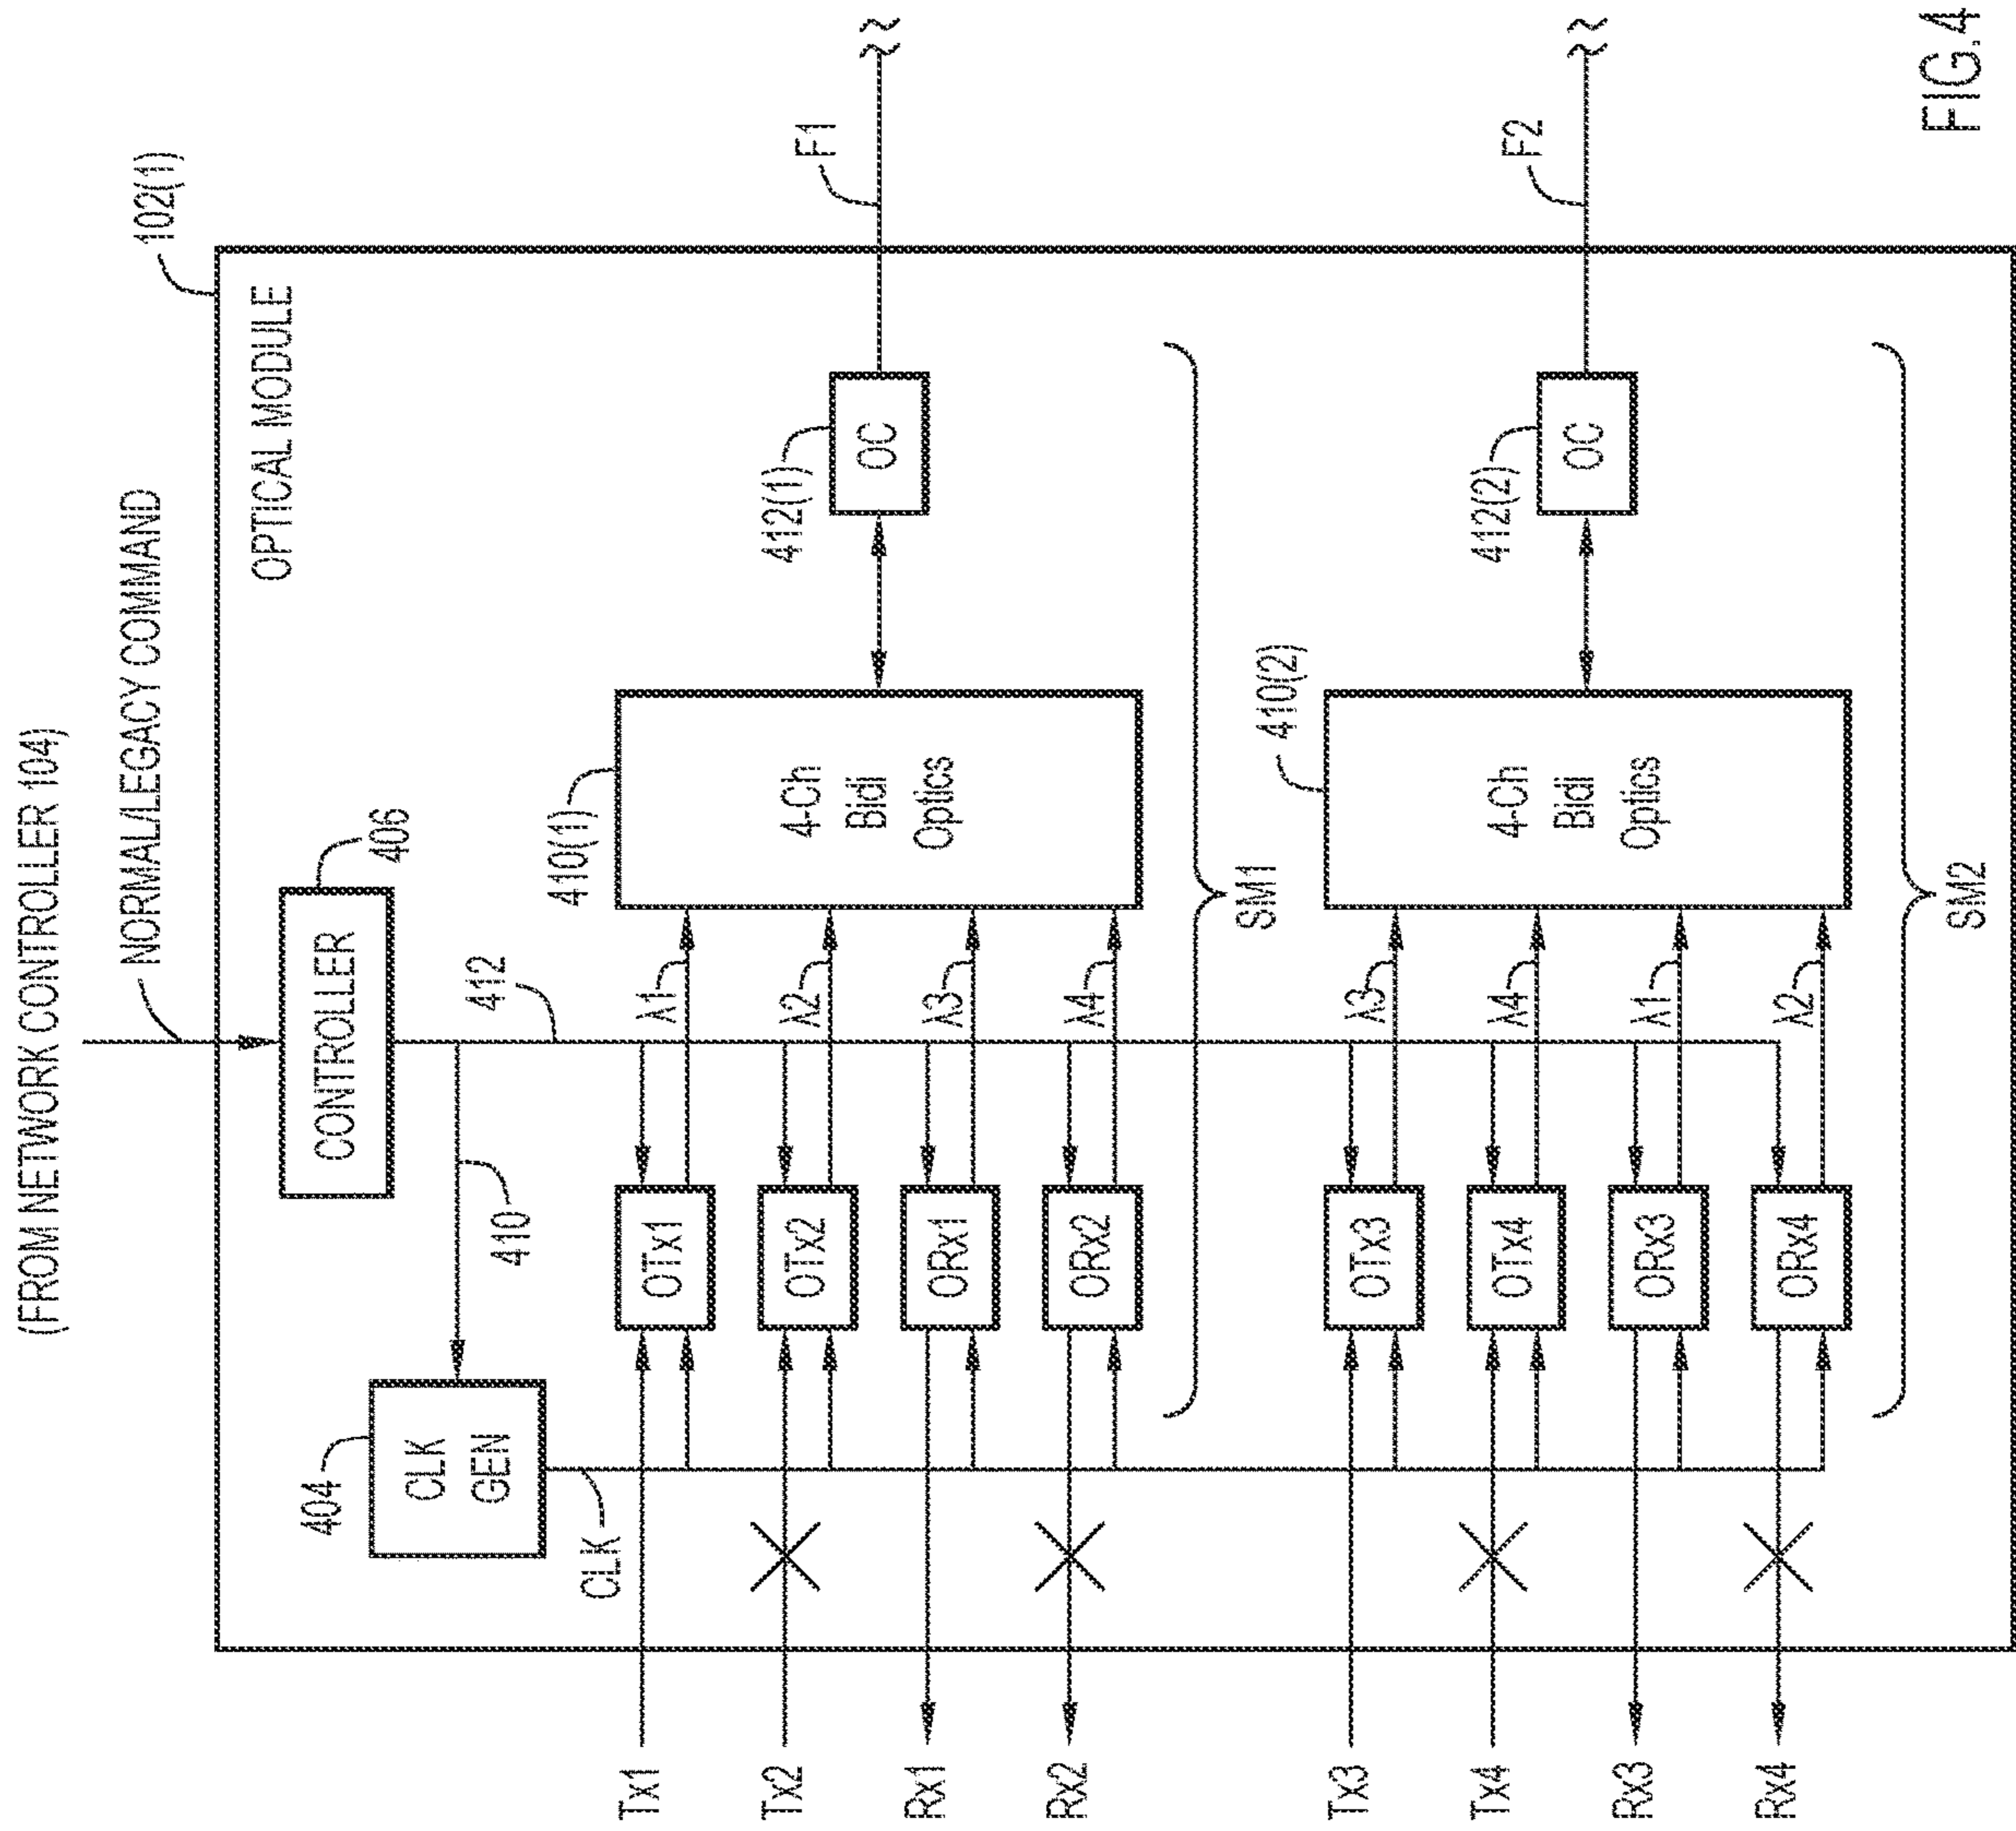 (FROM NETWORK CONTROLLER 104)
NORMAL/LEGACY COMMAND
102(1)
OPTICAL MODULE
CONTROLLER
406
404
CLK
GEN
410
412
CLK
Tx1
OTx1
λ1
Tx2
OTx2
λ2
Rx1
ORx1
λ3
Rx2
ORx2
λ4
410(1)
4-Ch
Bidi
Optics
412(1)
OC
F1
SM1
Tx3
OTx3
λ3
Tx4
OTx4
λ4
Rx3
ORx3
λ1
Rx4
ORx4
λ2
410(2)
4-Ch
Bidi
Optics
412(2)
OC
F2
SM2
FIG.4